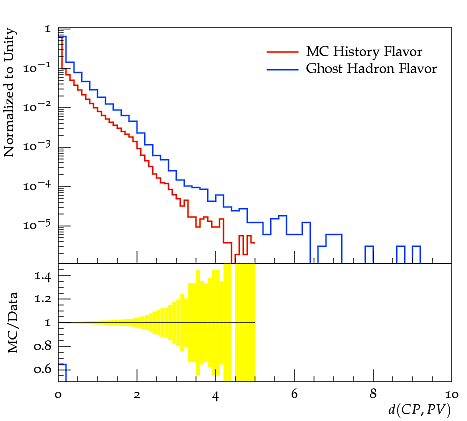 Normalized to Unity
1
10⁻¹
10⁻²
10⁻³
10⁻⁴
10⁻⁵
MC History Flavor
Ghost Hadron Flavor
MC/Data
1.4
1.2
1
0.8
0.6
0 2 4 6 8 10
d(CP, PV)